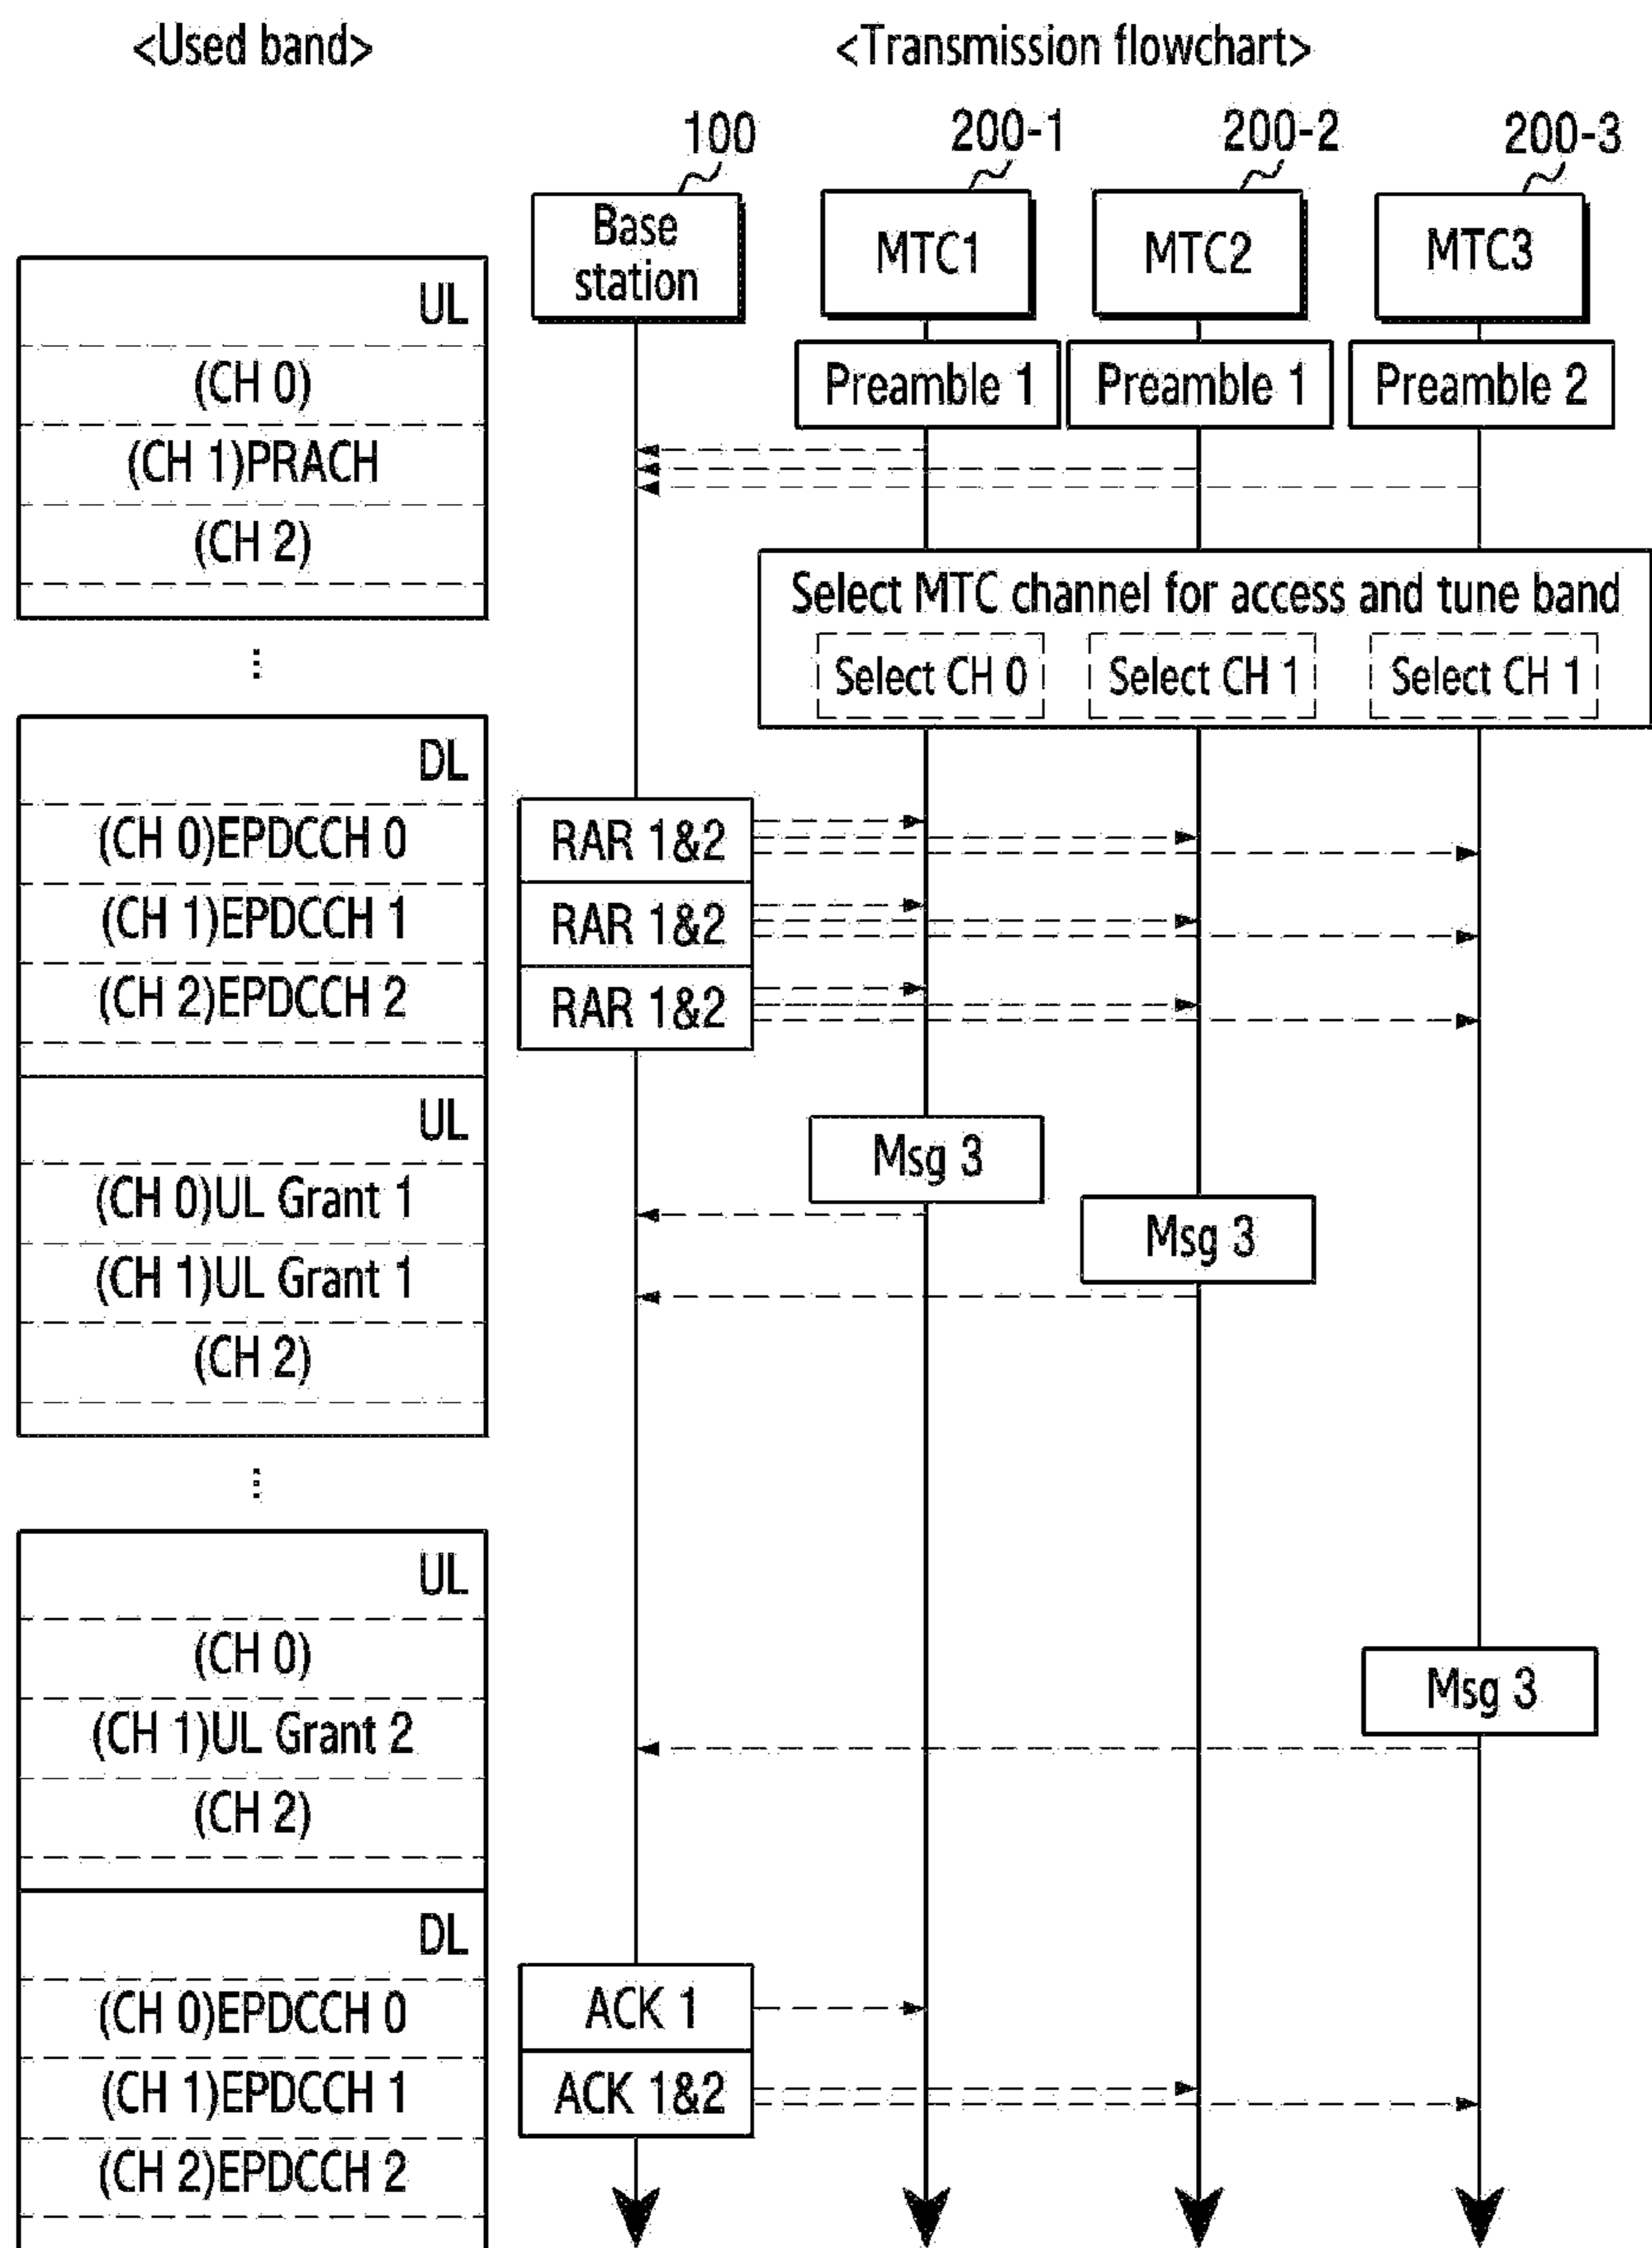 <Used band>
<Transmission flowchart>
100
200-1
200-2
200-3
Base
station
MTC1
MTC2
MTC3
UL
(CH 0)
(CH 1)PRACH
(CH 2)
Preamble 1
Preamble 1
Preamble 2
Select MTC channel for access and tune band
Select CH 0
Select CH 1
Select CH 1
⋮
DL
(CH 0)EPDCCH 0
(CH 1)EPDCCH 1
(CH 2)EPDCCH 2
RAR 1&2
RAR 1&2
RAR 1&2
UL
(CH 0)UL Grant 1
(CH 1)UL Grant 1
(CH 2)
Msg 3
Msg 3
⋮
UL
(CH 0)
(CH 1)UL Grant 2
(CH 2)
Msg 3
DL
(CH 0)EPDCCH 0
(CH 1)EPDCCH 1
(CH 2)EPDCCH 2
ACK 1
ACK 1&2